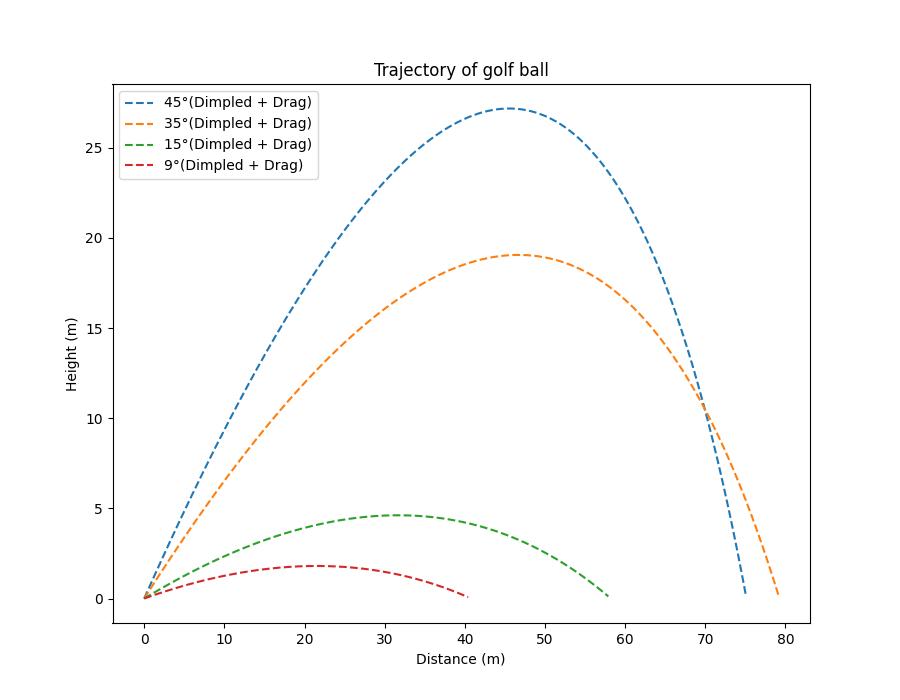 Trajectory of golf ball
45°(Dimpled + Drag)
35°(Dimpled + Drag)
15°(Dimpled + Drag)
9°(Dimpled + Drag)
Height (m)
25
20
15
10
5
0
0 10 20 30 40 50 60 70 80
Distance (m)